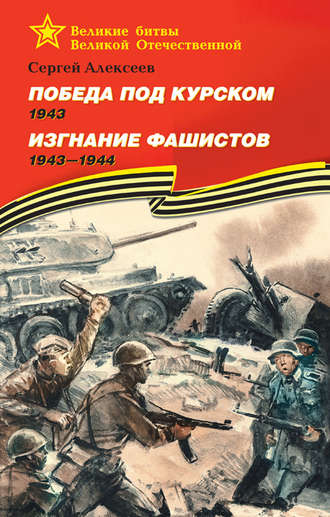 Великие битвы
Великой Отечественной
Сергей Алексеев
ПОБЕДА ПОД КУРСКОМ
1943
ИЗГНАНИЕ ФАШИСТОВ
1943—1944